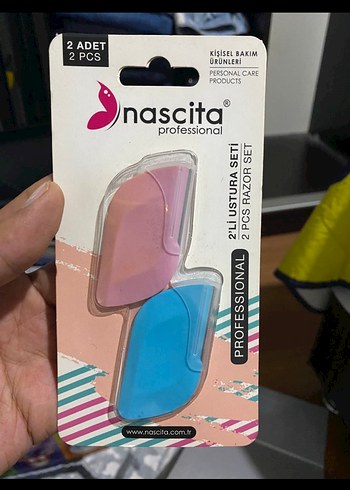 2 ADET
2 PCS
KİŞİSEL BAKIM
ÜRÜNLERİ
PERSONAL CARE
PRODUCTS
nascita®
professional
2'Lİ USTURA SETİ
2 PCS RAZOR SET
PROFESSIONAL
www.nascita.com.tr